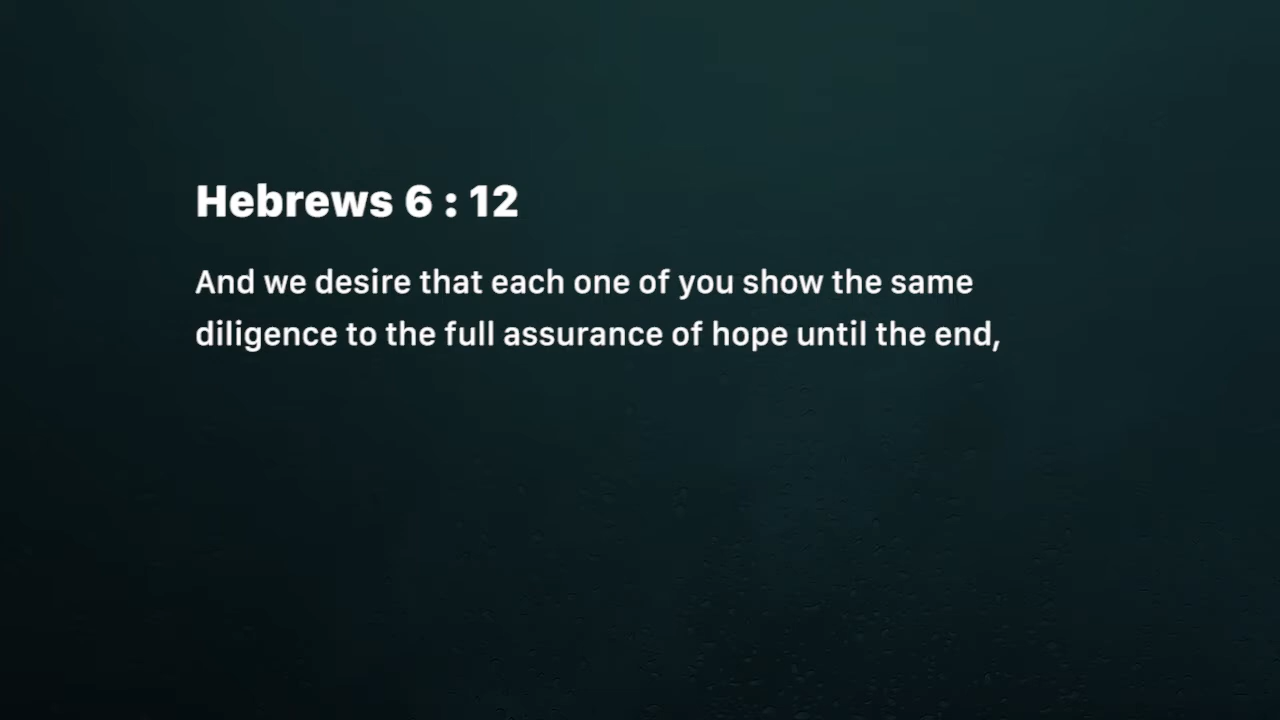 Hebrews 6 : 12
And we desire that each one of you show the same
diligence to the full assurance of hope until the end,